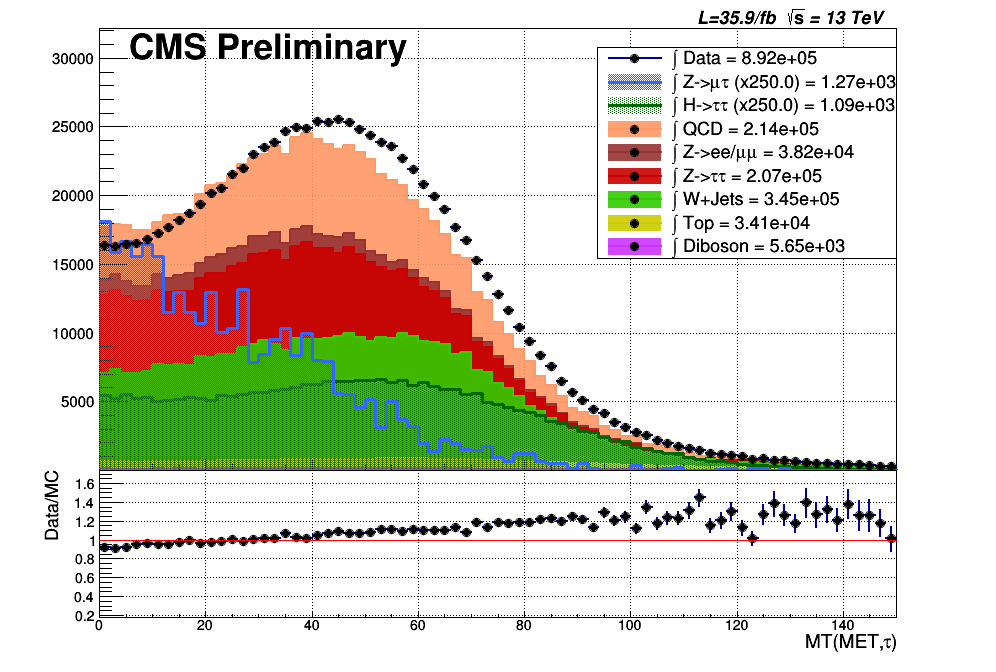 L=35.9/fb √s = 13 TeV
CMS Preliminary
∫ Data = 8.92e+05
∫ Z->μτ (x250.0) = 1.27e+03
∫ H->ττ (x250.0) = 1.09e+03
∫ QCD = 2.14e+05
∫ Z->ee/μμ = 3.82e+04
∫ Z->ττ = 2.07e+05
∫ W+Jets = 3.45e+05
∫ Top = 3.41e+04
∫ Diboson = 5.65e+03
30000
25000
20000
15000
10000
5000
Data/MC
1.6
1.4
1.2
1
0.8
0.6
0.4
0.2
0 20 40 60 80 100 120 140
MT(MET,τ)